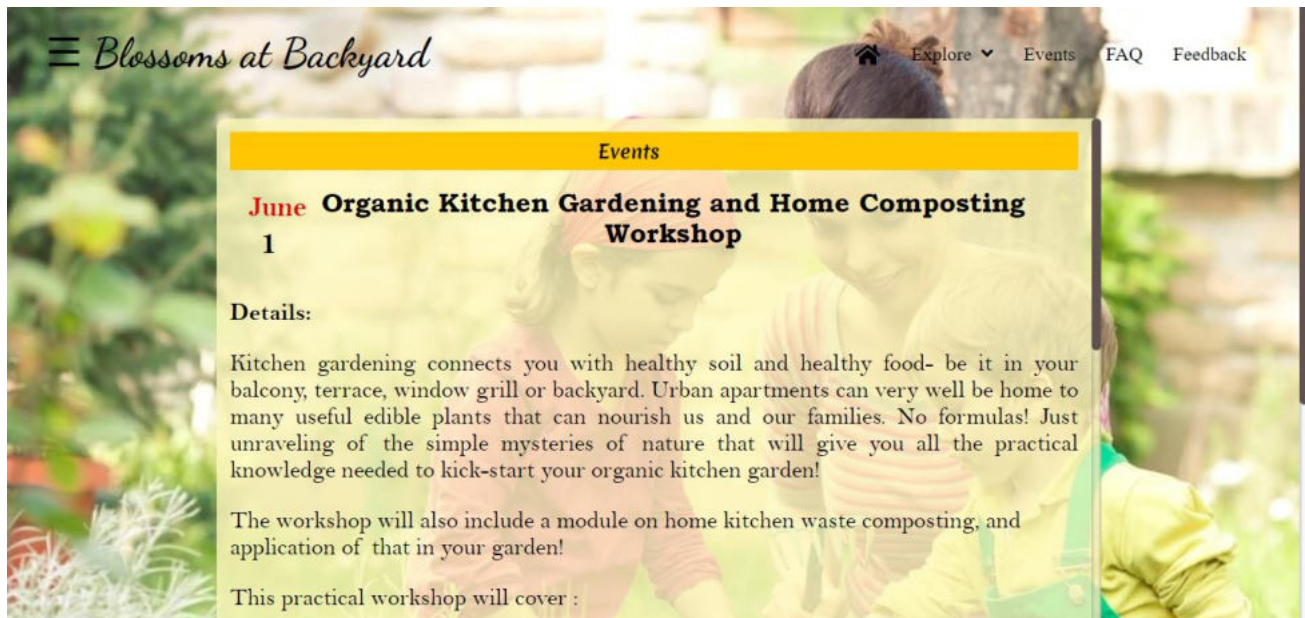 ☰ Blossoms at Backyard
Explore Events FAQ Feedback
Events
June Organic Kitchen Gardening and Home Composting
1 Workshop
Details:
Kitchen gardening connects you with healthy soil and healthy food- be it in your
balcony, terrace, window grill or backyard. Urban apartments can very well be home to
many useful edible plants that can nourish us and our families. No formulas! Just
unraveling of the simple mysteries of nature that will give you all the practical
knowledge needed to kick-start your organic kitchen garden!
The workshop will also include a module on home kitchen waste composting, and
application of that in your garden!
This practical workshop will cover :